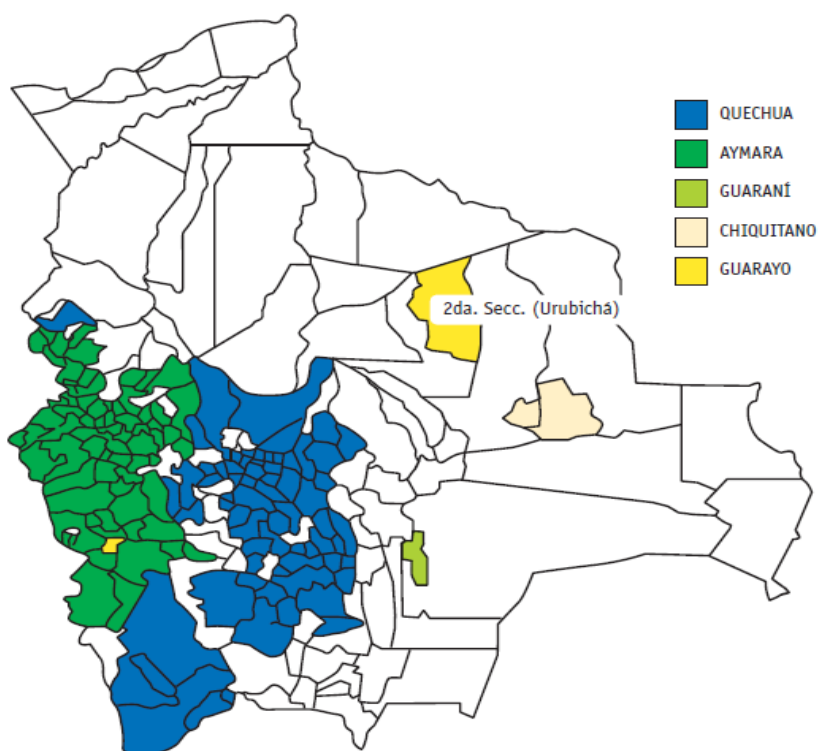 QUECHUA
AYMARA
GUARANÍ
CHIQUITANO
GUARAYO
2da. Secc. (Urubichá)